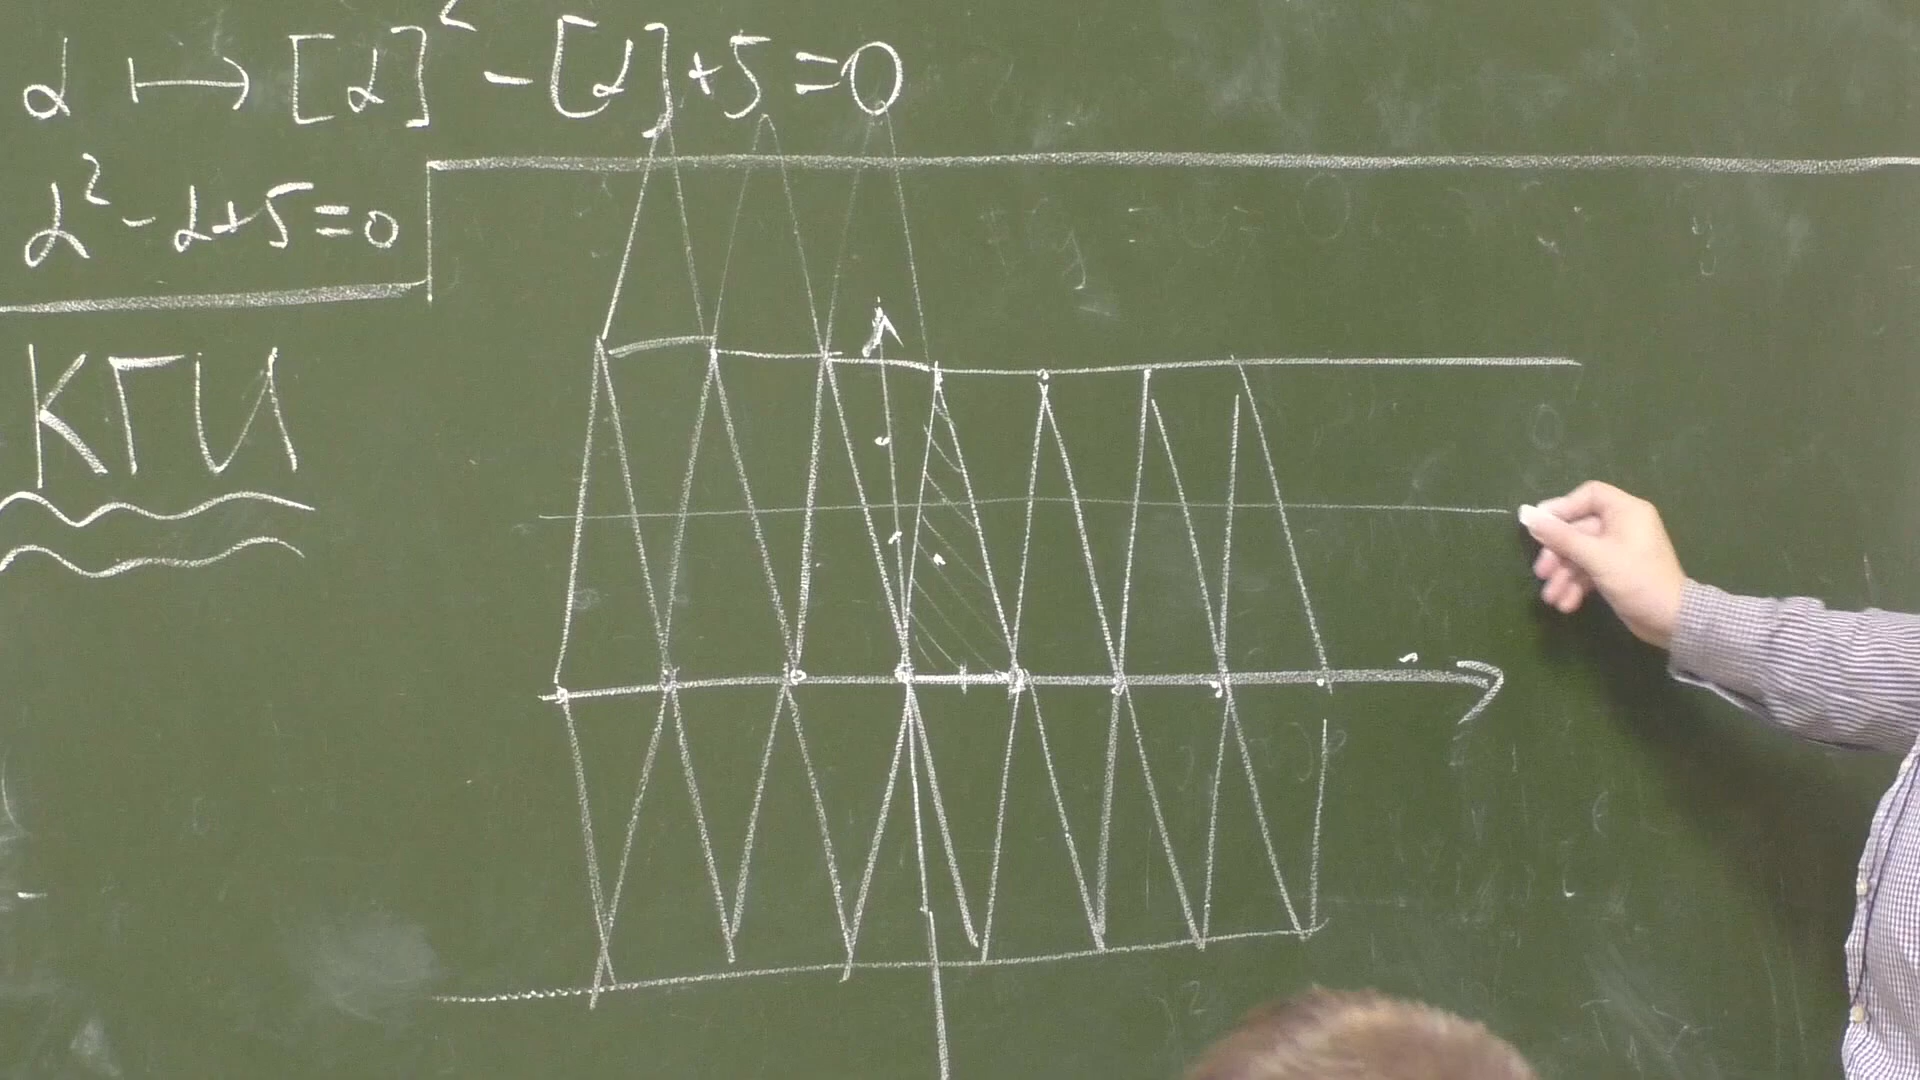 α ⟼ [α]² - [α] + 5 = 0
α² - α + 5 = 0
КГИ